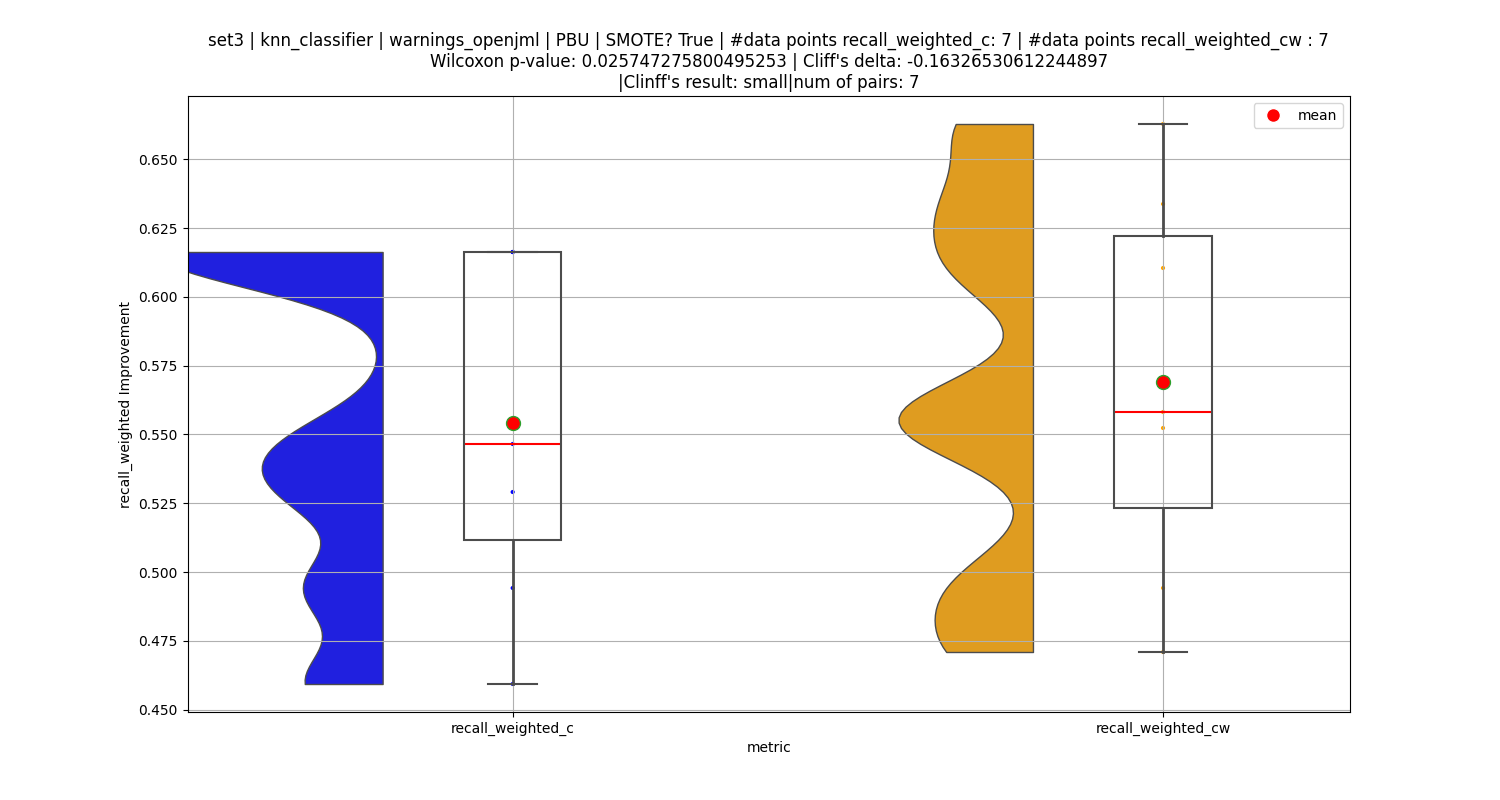 set3 | knn_classifier | warnings_openjml | PBU | SMOTE? True | #data points recall_weighted_c: 7 | #data points recall_weighted_cw : 7
Wilcoxon p-value: 0.025747275800495253 | Cliff's delta: -0.16326530612244897
|Clinff's result: small|num of pairs: 7
mean
0.650
0.625
0.600
0.575
0.550
0.525
0.500
0.475
0.450
recall_weighted Improvement
recall_weighted_c
recall_weighted_cw
metric